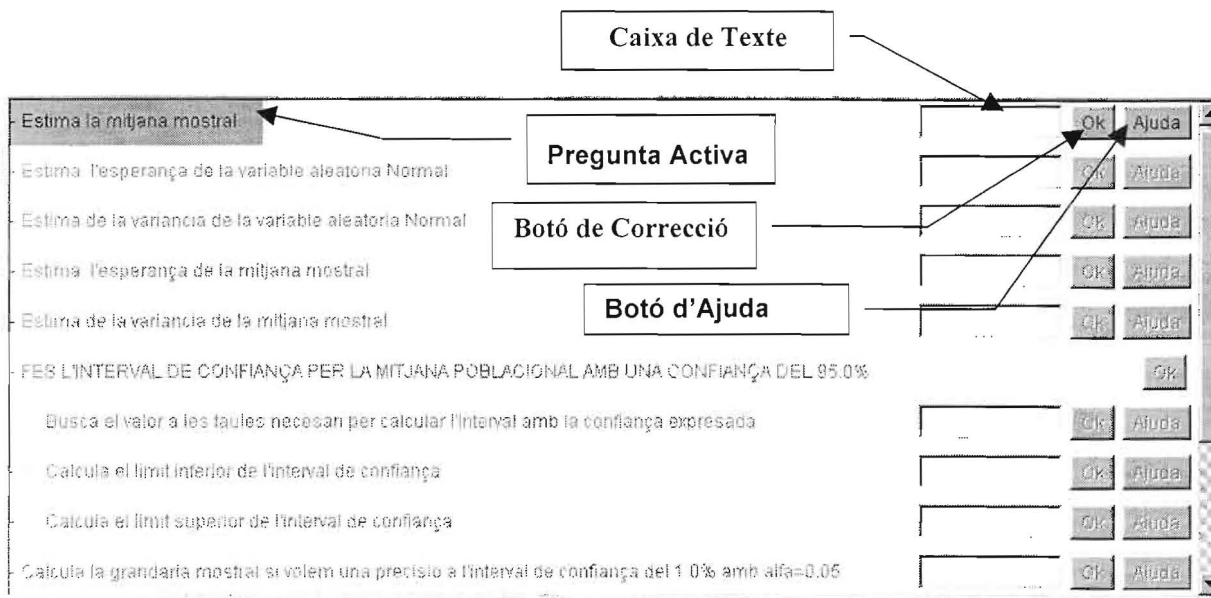 Caixa de Texte
- Estima la mitjana mostral Ok Ajuda
Pregunta Activa
- Estima l'esperança de la variable aleatoria Normal Ok Ajuda
- Estima de la variancia de la variable aleatoria Normal Ok Ajuda
Botó de Correcció
- Estima l'esperança de la mitjana mostral Ok Ajuda
Botó d'Ajuda
- Estima de la variancia de la mitjana mostral Ok Ajuda
- FES L'INTERVAL DE CONFIANÇA PER LA MITJANA POBLACIONAL AMB UNA CONFIANÇA DEL 95.0% Ok
Busca el valor a les taules necesari per calcular l'interval amb la confiança expresada Ok Ajuda
Calcula el limit inferior de l'interval de confiança Ok Ajuda
Calcula el limit superior de l'interval de confiança Ok Ajuda
- Calcula la grandaria mostral si volem una precisio a l'interval de confiança del 1.0% amb alfa=0.05 Ok Ajuda